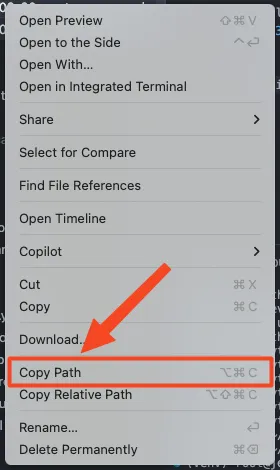 Open Preview ⇧⌘V
Open to the Side ^⏎
Open With...
Open in Integrated Terminal
Share >
Select for Compare
Find File References
Open Timeline
Copilot >
Cut ⌘X
Copy ⌘C
Download...
Copy Path ⌥⌘C
Copy Relative Path ⌥⇧⌘C
Rename... ⏎
Delete Permanently ⌘⌫